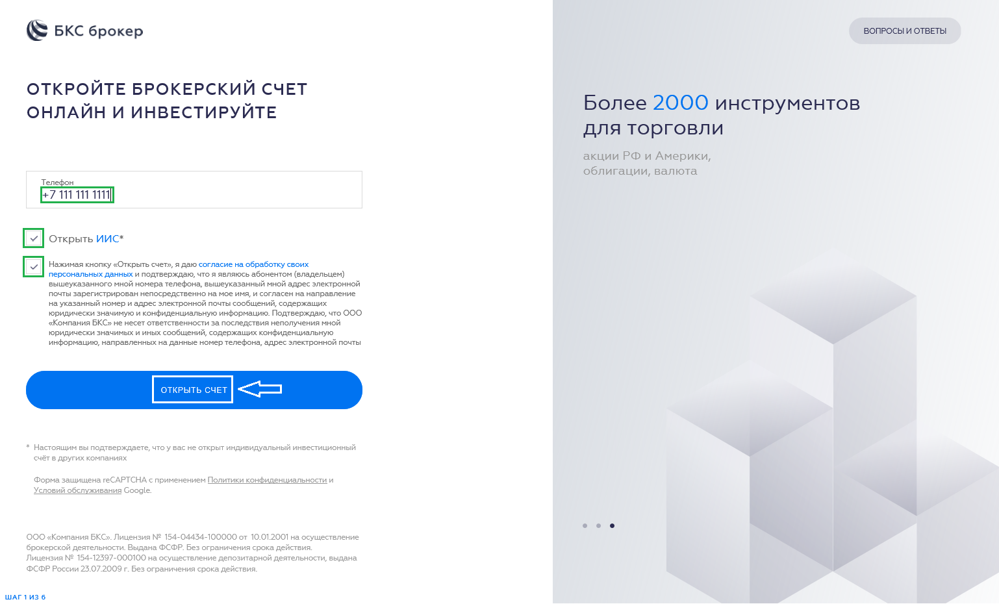 БКС брокер
ВОПРОСЫ И ОТВЕТЫ
ОТКРОЙТЕ БРОКЕРСКИЙ СЧЕТ
ОНЛАЙН И ИНВЕСТИРУЙТЕ
Более 2000 инструментов
для торговли
акции РФ и Америки,
облигации, валюта
Телефон
+7 111 111 1111
Открыть ИИС*
Нажимая кнопку «Открыть счет», я даю согласие на обработку своих
персональных данных и подтверждаю, что я являюсь абонентом (владельцем)
вышеуказанного мной номера телефона, вышеуказанный мной адрес электронной
почты зарегистрирован непосредственно на мое имя, и согласен на направление
на указанный номер и адрес электронной почты сообщений, содержащих
юридически значимую и конфиденциальную информацию. Подтверждаю, что ООО
«Компания БКС» не несет ответственности за последствия неполучения мной
юридически значимых и иных сообщений, содержащих конфиденциальную
информацию, направленных на данные номер телефона, адрес электронной почты
ОТКРЫТЬ СЧЕТ
* Настоящим вы подтверждаете, что у вас не открыт индивидуальный инвестиционный
счёт в других компаниях
Форма защищена reCAPTCHA с применением Политики конфиденциальности и
Условий обслуживания Google.
ООО «Компания БКС». Лицензия № 154-04434-100000 от 10.01.2001 на осуществление
брокерской деятельности. Выдана ФСФР. Без ограничения срока действия.
Лицензия № 154-12397-000100 на осуществление депозитарной деятельности, выдана
ФСФР России 23.07.2009 г. Без ограничения срока действия.
ШАГ 1 ИЗ 6